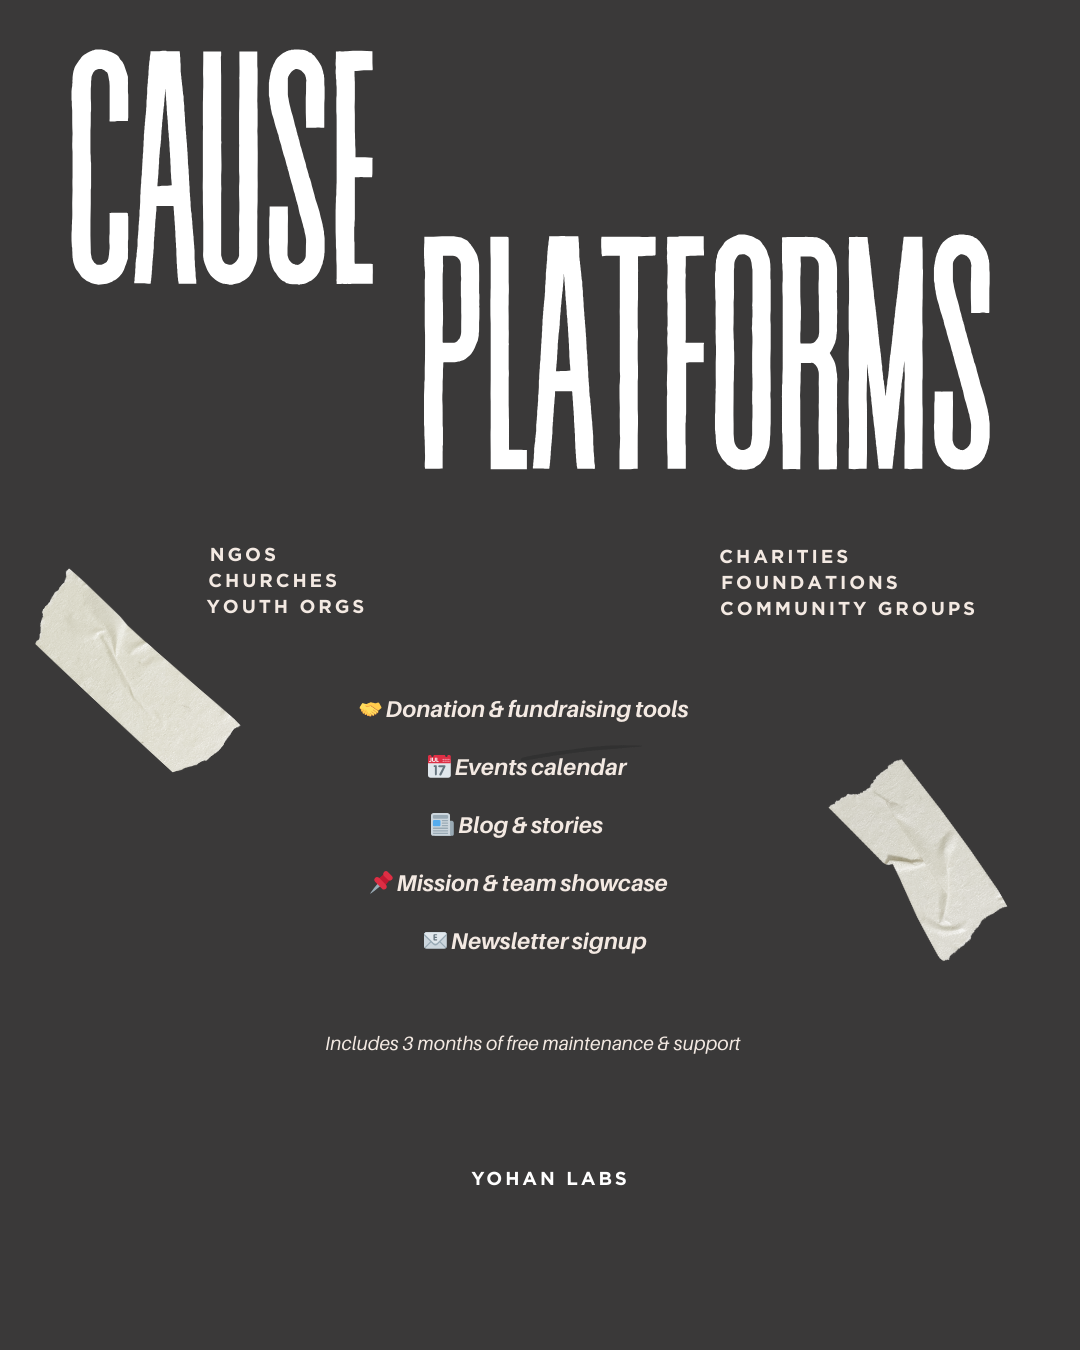 CAUSE
PLATFORMS
NGOS
CHURCHES
YOUTH ORGS
CHARITIES
FOUNDATIONS
COMMUNITY GROUPS
🤝 Donation & fundraising tools
📅 Events calendar
📰 Blog & stories
📌 Mission & team showcase
📧 Newsletter signup
Includes 3 months of free maintenance & support
YOHAN LABS